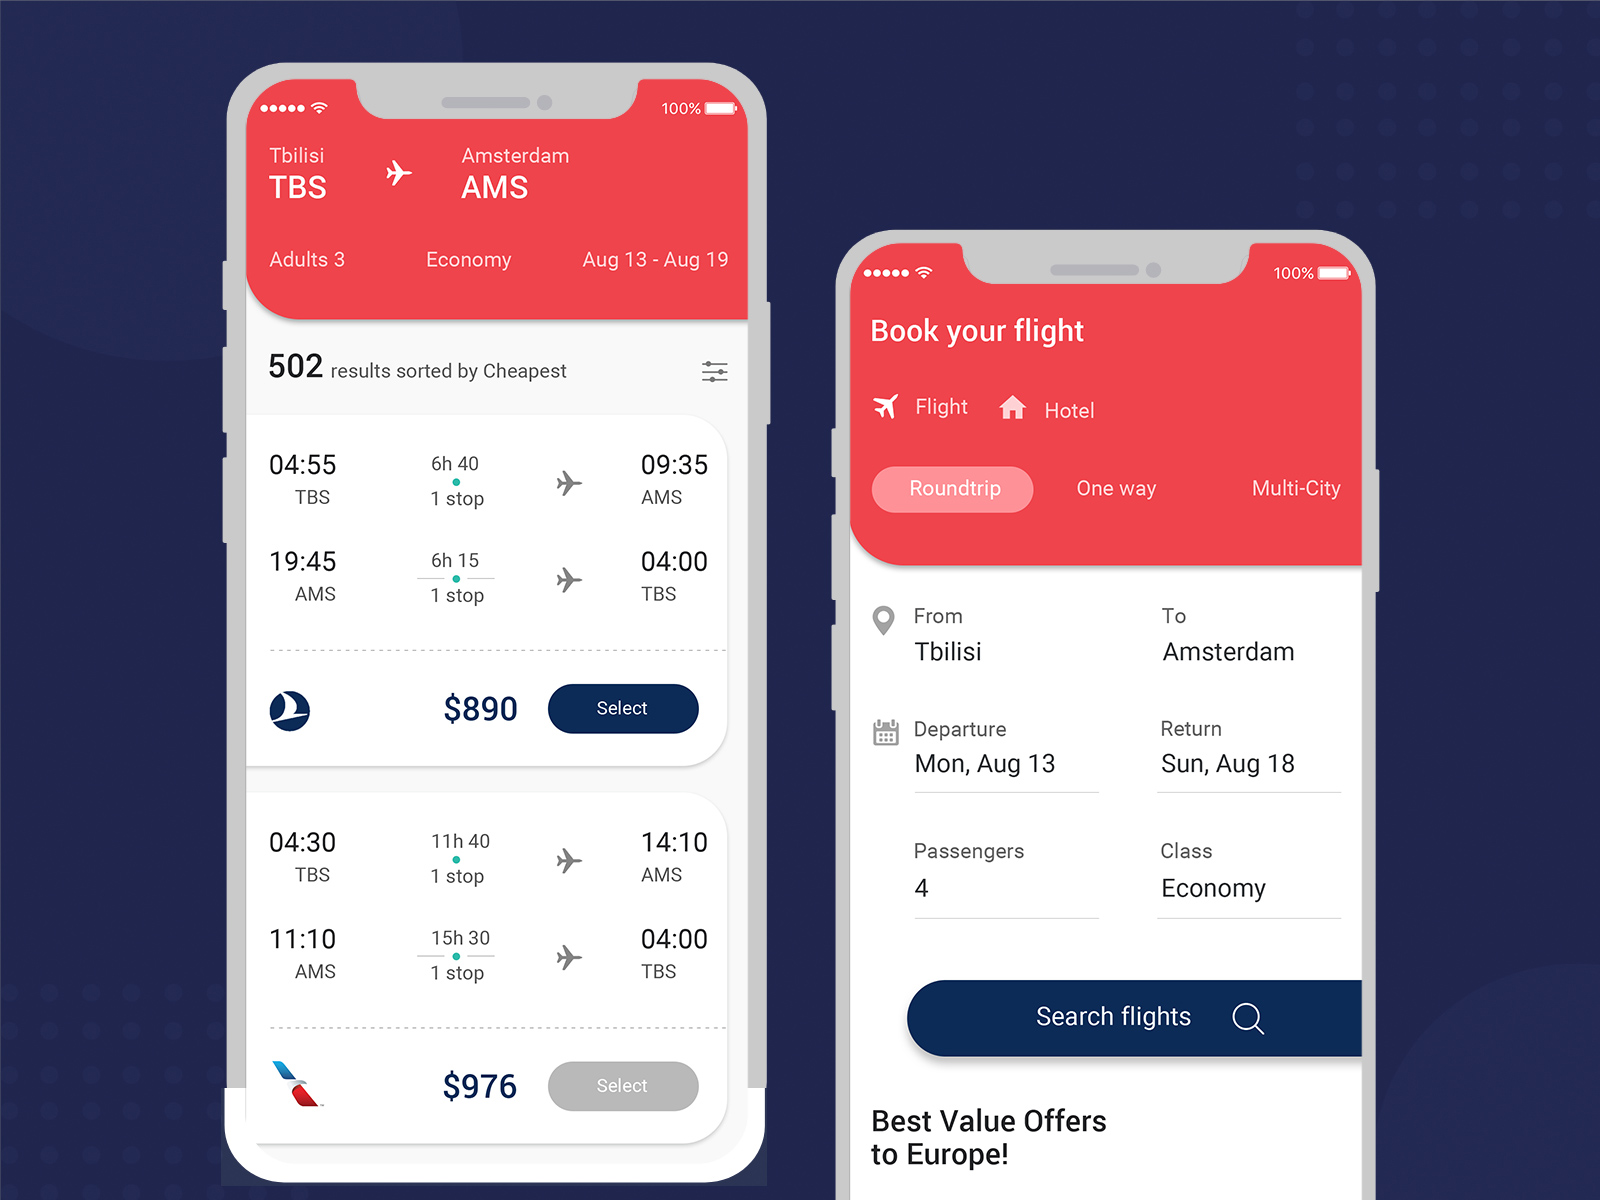 100%
Tbilisi
Amsterdam
TBS
AMS
Adults 3
Economy
Aug 13 - Aug 19
502 results sorted by Cheapest
04:55
6h 40
09:35
TBS
1 stop
AMS
19:45
6h 15
04:00
AMS
1 stop
TBS
$890
Select
04:30
11h 40
14:10
TBS
1 stop
AMS
11:10
15h 30
04:00
AMS
1 stop
TBS
$976
Select
100%
Book your flight
Flight
Hotel
Roundtrip
One way
Multi-City
From
To
Tbilisi
Amsterdam
Departure
Return
Mon, Aug 13
Sun, Aug 18
Passengers
Class
4
Economy
Search flights
Best Value Offers
to Europe!